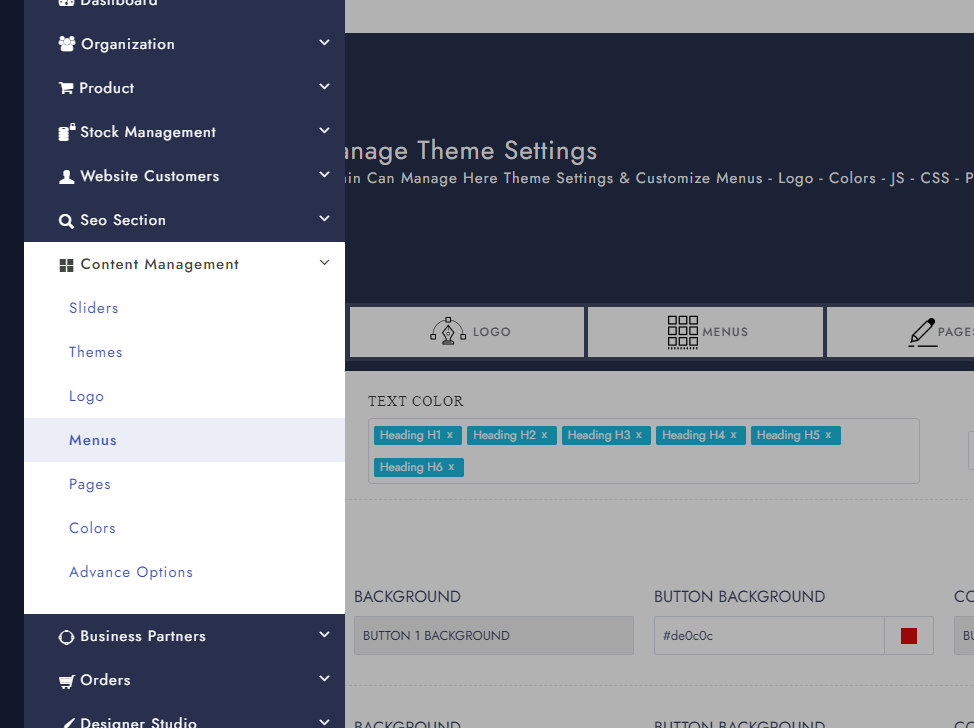 Dashboard
Organization
Product
Stock Management
Website Customers
Seo Section
Content Management
Sliders
Themes
Logo
Menus
Pages
Colors
Advance Options
Business Partners
Orders
Designer Studio
anage Theme Settings
in Can Manage Here Theme Settings & Customize Menus - Logo - Colors - JS - CSS - P
LOGO
MENUS
PAGES
TEXT COLOR
Heading H1 x Heading H2 x Heading H3 x Heading H4 x Heading H5 x
Heading H6 x
BACKGROUND BUTTON BACKGROUND CO
BUTTON 1 BACKGROUND #de0c0c BU
BACKGROUND BUTTON BACKGROUND CO